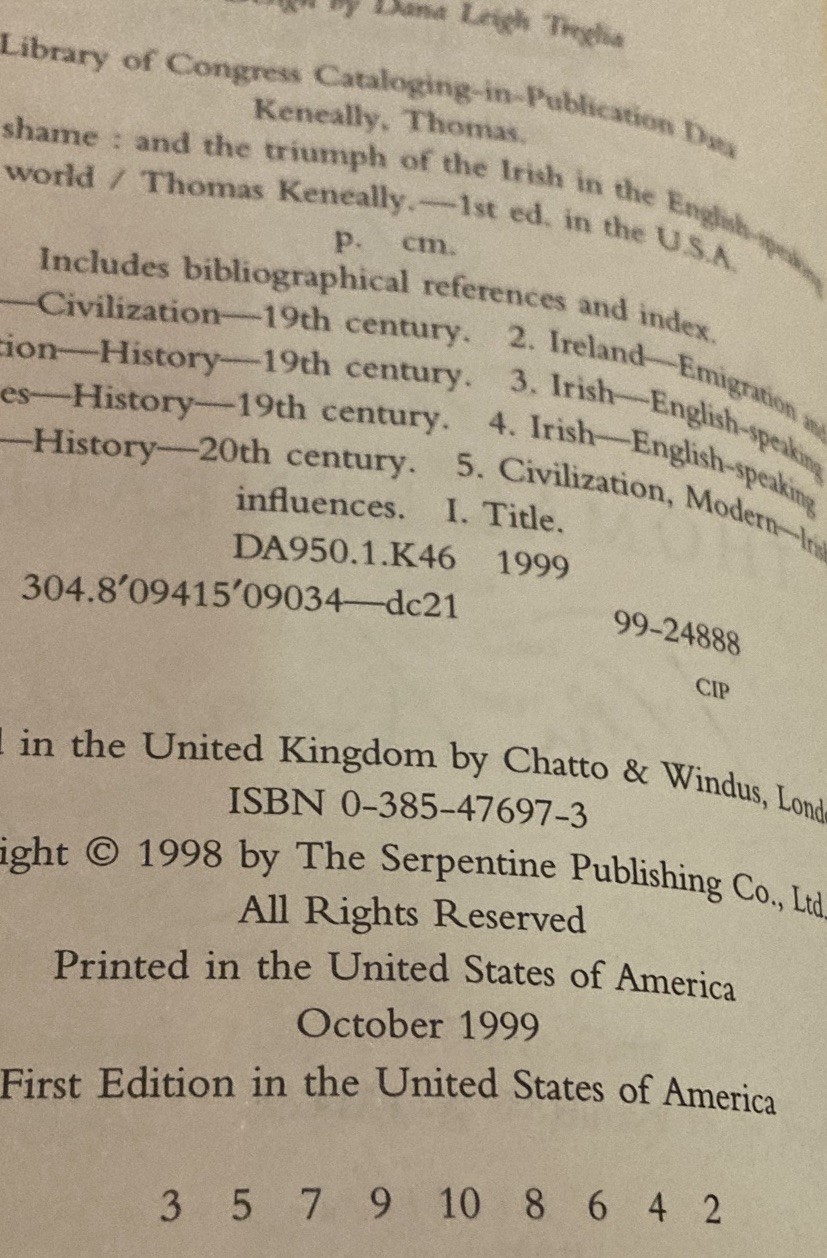 by Dana Leigh Treglia
Library of Congress Cataloging-in-Publication Data
Keneally, Thomas.
shame : and the triumph of the Irish in the English-speaking
world / Thomas Keneally.—1st ed. in the U.S.A.
p. cm.
Includes bibliographical references and index.
—Civilization—19th century. 2. Ireland—Emigration and
tion—History—19th century. 3. Irish—English-speaking
es—History—19th century. 4. Irish—English-speaking
—History—20th century. 5. Civilization, Modern—Irish
influences. I. Title.
DA950.1.K46 1999
304.8′09415′09034—dc21
99-24888
CIP
in the United Kingdom by Chatto & Windus, Londo
ISBN 0-385-47697-3
ight © 1998 by The Serpentine Publishing Co., Ltd.
All Rights Reserved
Printed in the United States of America
October 1999
First Edition in the United States of America
3 5 7 9 10 8 6 4 2